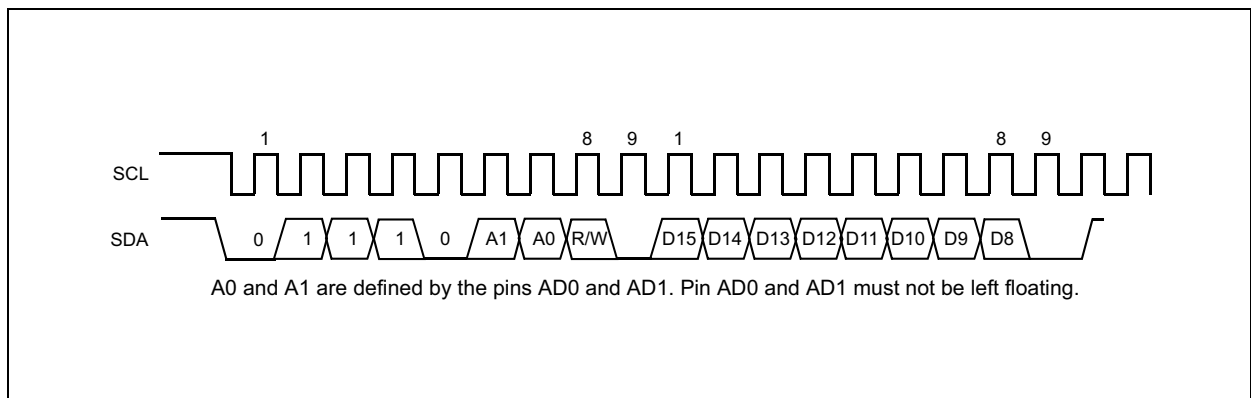 1 8 9 1 8 9
SCL
SDA 0 1 1 1 0 A1 A0 R/W D15 D14 D13 D12 D11 D10 D9 D8
A0 and A1 are defined by the pins AD0 and AD1. Pin AD0 and AD1 must not be left floating.